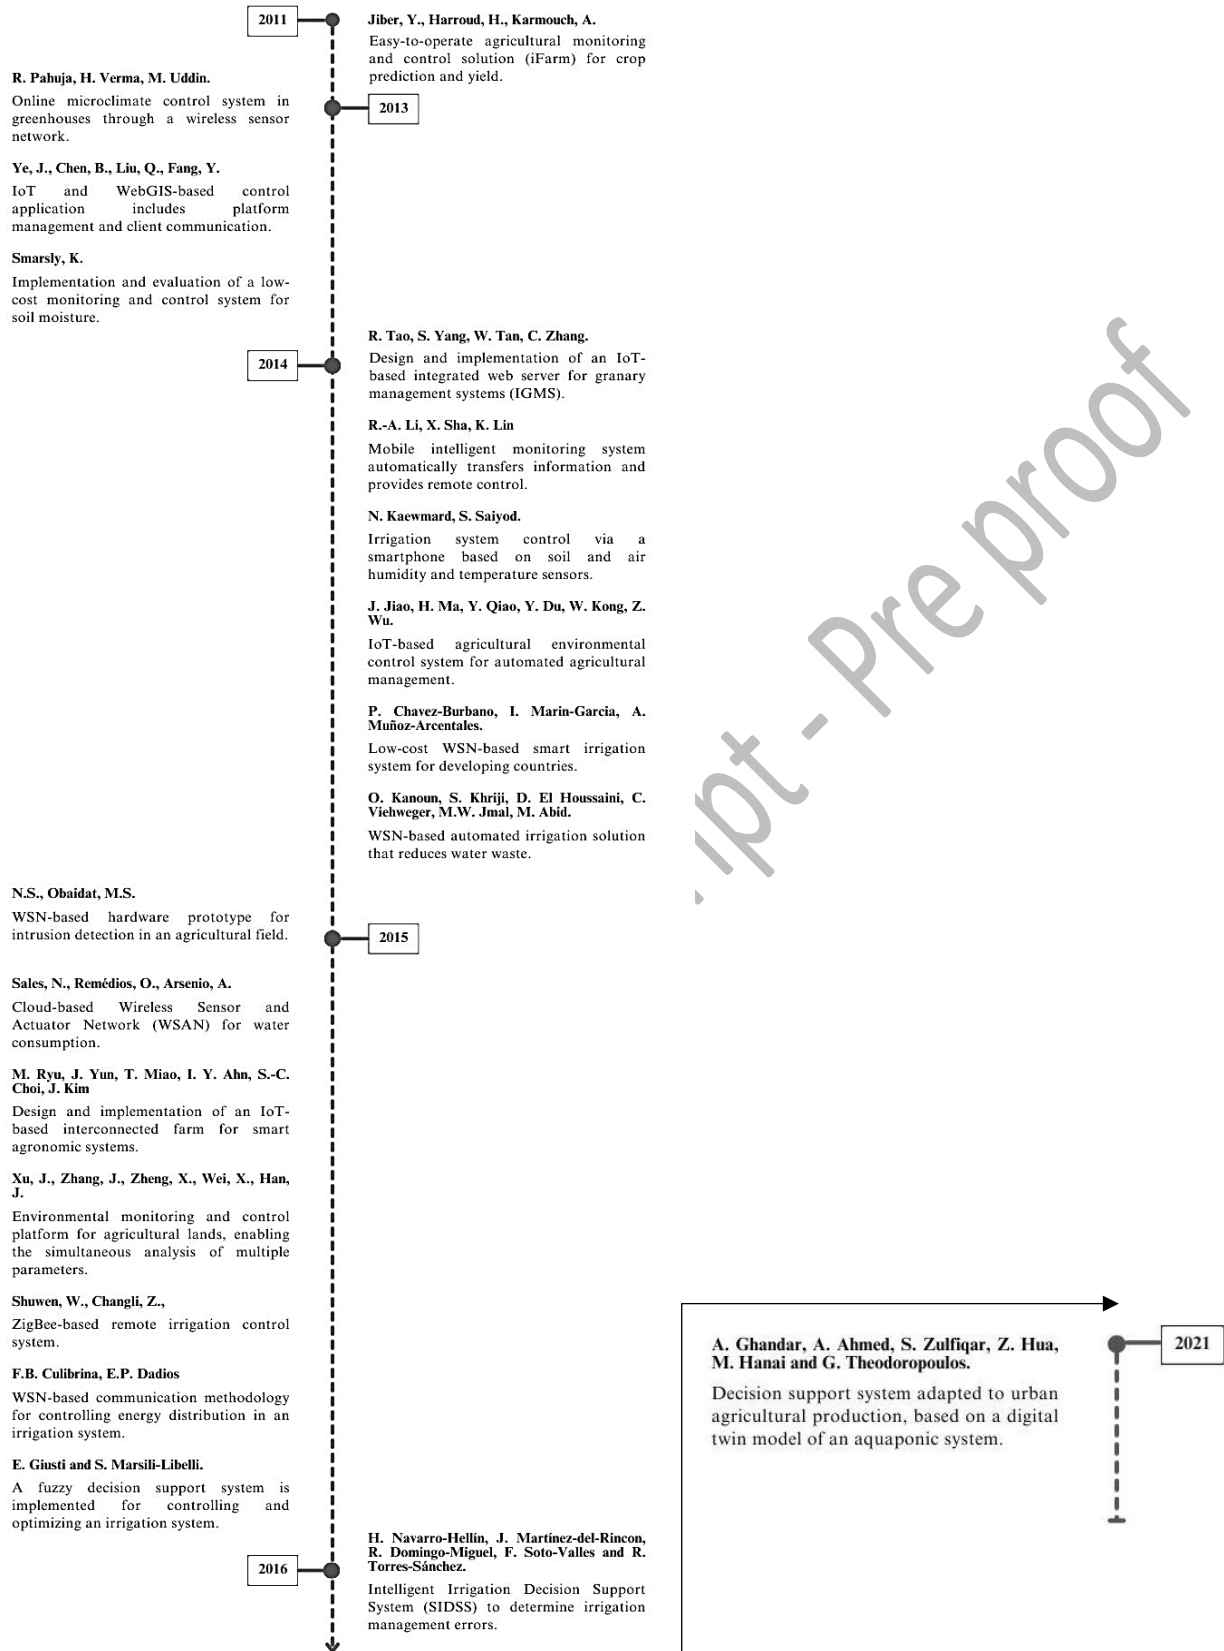 2011
Jiber, Y., Harroud, H., Karmouch, A.
Easy-to-operate agricultural monitoring
and control solution (iFarm) for crop
prediction and yield.
2013
R. Pahuja, H. Verma, M. Uddin.
Online microclimate control system in
greenhouses through a wireless sensor
network.
Ye, J., Chen, B., Liu, Q., Fang, Y.
IoT and WebGIS-based control
application includes platform
management and client communication.
Smarsly, K.
Implementation and evaluation of a low-
cost monitoring and control system for
soil moisture.
2014
R. Tao, S. Yang, W. Tan, C. Zhang.
Design and implementation of an IoT-
based integrated web server for granary
management systems (IGMS).
R.-A. Li, X. Sha, K. Lin
Mobile intelligent monitoring system
automatically transfers information and
provides remote control.
N. Kaewmard, S. Saiyod.
Irrigation system control via a
smartphone based on soil and air
humidity and temperature sensors.
J. Jiao, H. Ma, Y. Qiao, Y. Du, W. Kong, Z.
Wu.
IoT-based agricultural environmental
control system for automated agricultural
management.
P. Chavez-Burbano, I. Marin-Garcia, A.
Muñoz-Arcentales.
Low-cost WSN-based smart irrigation
system for developing countries.
O. Kanoun, S. Khriji, D. El Houssaini, C.
Viehweger, M.W. Jmal, M. Abid.
WSN-based automated irrigation solution
that reduces water waste.
2015
N.S., Obaidat, M.S.
WSN-based hardware prototype for
intrusion detection in an agricultural field.
Sales, N., Remédios, O., Arsenio, A.
Cloud-based Wireless Sensor and
Actuator Network (WSAN) for water
consumption.
M. Ryu, J. Yun, T. Miao, I. Y. Ahn, S.-C.
Choi, J. Kim
Design and implementation of an IoT-
based interconnected farm for smart
agronomic systems.
Xu, J., Zhang, J., Zheng, X., Wei, X., Han,
J.
Environmental monitoring and control
platform for agricultural lands, enabling
the simultaneous analysis of multiple
parameters.
Shuwen, W., Changli, Z.,
ZigBee-based remote irrigation control
system.
F.B. Culibrina, E.P. Dadios
WSN-based communication methodology
for controlling energy distribution in an
irrigation system.
E. Giusti and S. Marsili-Libelli.
A fuzzy decision support system is
implemented for controlling and
optimizing an irrigation system.
2016
H. Navarro-Hellín, J. Martínez-del-Rincon,
R. Domingo-Miguel, F. Soto-Valles and R.
Torres-Sánchez.
Intelligent Irrigation Decision Support
System (SIDSS) to determine irrigation
management errors.
2021
A. Ghandar, A. Ahmed, S. Zulfiqar, Z. Hua,
M. Hanai and G. Theodoropoulos.
Decision support system adapted to urban
agricultural production, based on a digital
twin model of an aquaponic system.
ipt - Pre proof